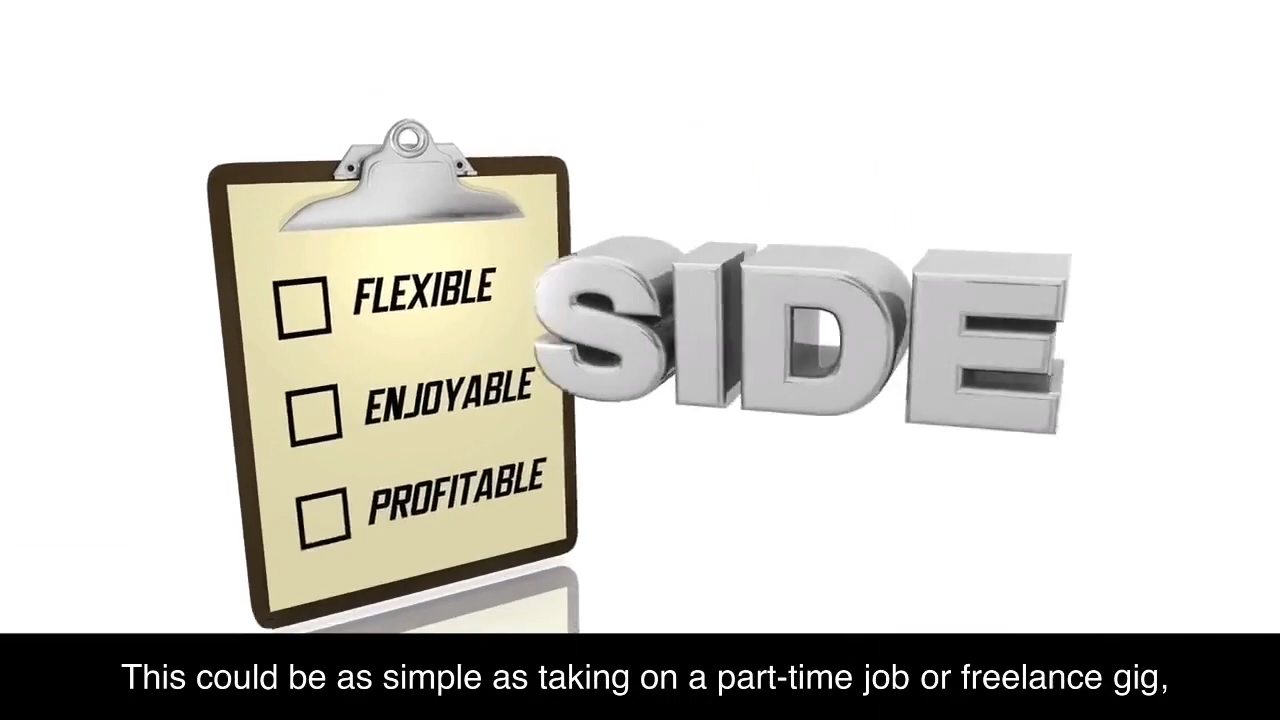 FLEXIBLE
ENJOYABLE
PROFITABLE
SIDE
This could be as simple as taking on a part-time job or freelance gig,